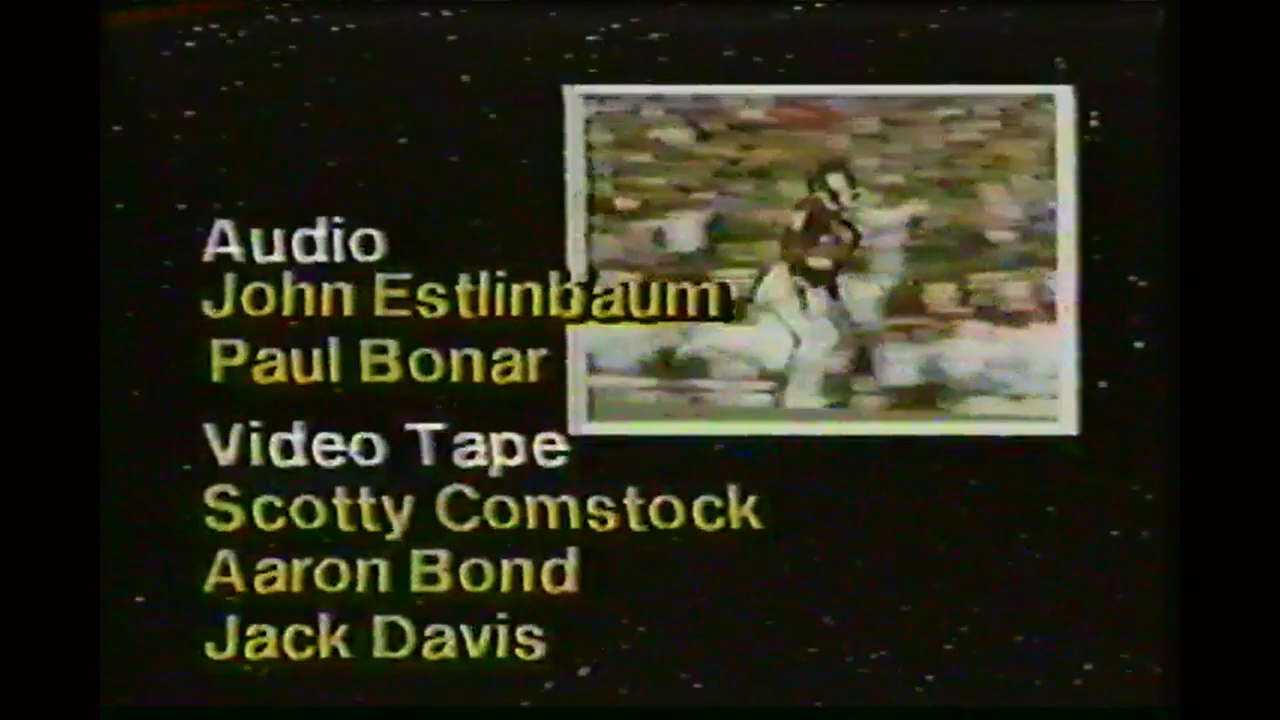 Audio
John Estlinbaum
Paul Bonar
Video Tape
Scotty Comstock
Aaron Bond
Jack Davis